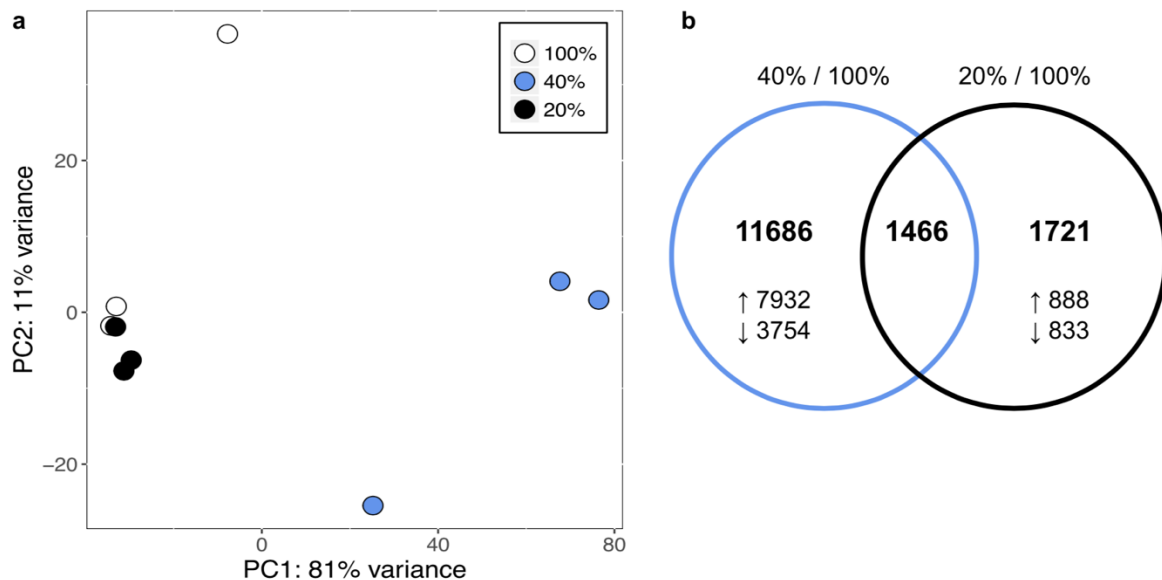 a
100%
40%
20%
20
0
−20
PC2: 11% variance
0
40
80
PC1: 81% variance
b
40% / 100%
20% / 100%
11686
1466
1721
↑ 7932
↓ 3754
↑ 888
↓ 833